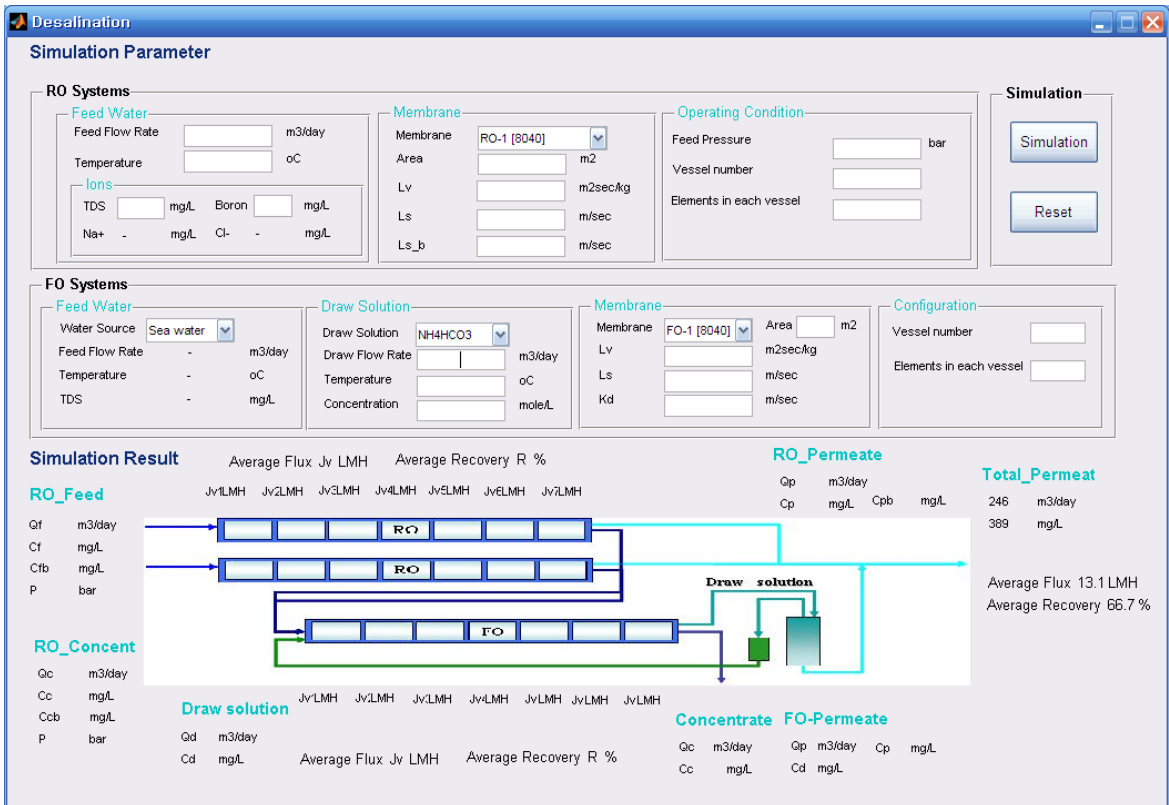 Desalination
Simulation Parameter
RO Systems
Feed Water
Feed Flow Rate m3/day
Temperature oC
Ions
TDS mg/L Boron mg/L
Na+ - mg/L Cl- - mg/L
Membrane
Membrane RO-1 [8040]
Area m2
Lv m2sec/kg
Ls m/sec
Ls_b m/sec
Operating Condition
Feed Pressure bar
Vessel number
Elements in each vessel
Simulation
Simulation
Reset
FO Systems
Feed Water
Water Source Sea water
Feed Flow Rate - m3/day
Temperature - oC
TDS - mg/L
Draw Solution
Draw Solution NH4HCO3
Draw Flow Rate m3/day
Temperature oC
Concentration mole/L
Membrane
Membrane FO-1 [8040] Area m2
Lv m2sec/kg
Ls m/sec
Kd m/sec
Configuration
Vessel number
Elements in each vessel
Simulation Result Average Flux Jv LMH Average Recovery R %
RO_Feed
Jv1LMH Jv2LMH Jv3LMH Jv4LMH Jv5LMH Jv6LMH Jv7LMH
Qf m3/day
Cf mg/L
Cfb mg/L
P bar
RO_Permeate
Qp m3/day
Cp mg/L Cpb mg/L
Total_Permeat
246 m3/day
389 mg/L
Average Flux 13.1 LMH
Average Recovery 66.7 %
RO
RO
Draw solution
FO
RO_Concent
Qc m3/day
Cc mg/L
Ccb mg/L
P bar
Draw solution
Qd m3/day
Cd mg/L
LMH LMH LMH LMH LMH LMH LMH
Average Flux Jv LMH Average Recovery R %
Concentrate
Qc m3/day
Cc mg/L
FO-Permeate
Qp m3/day Cp mg/L
Cd mg/L